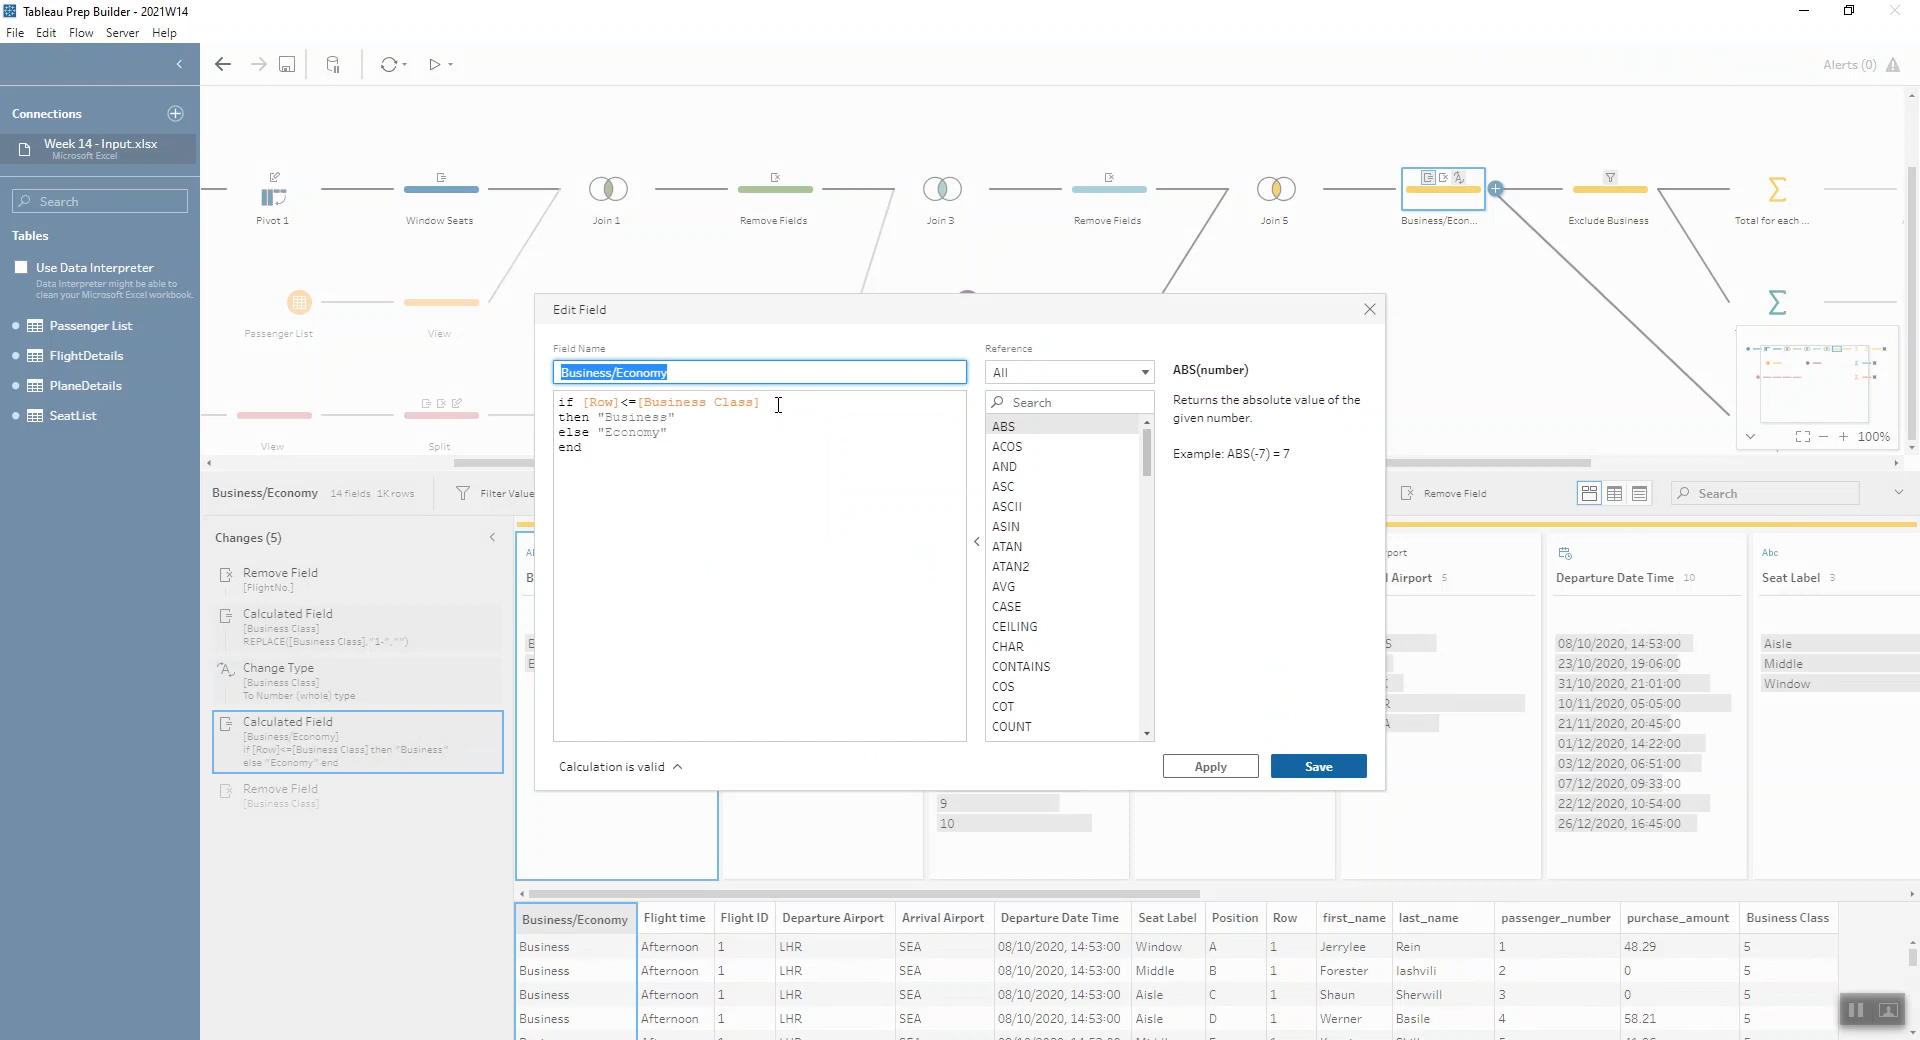 Tableau Prep Builder - 2021W14
File Edit Flow Server Help
Alerts (0)
Connections
Week 14 - Input.xlsx
Microsoft Excel
Search
Tables
Use Data Interpreter
Data Interpreter might be able to
clean your Microsoft Excel workbook.
Passenger List
FlightDetails
PlaneDetails
SeatList
Pivot 1
Window Seats
Join 1
Remove Fields
Join 3
Remove Fields
Join 5
Business/Econ...
Exclude Business
Total for each ...
Passenger List
View
View
Split
100%
Edit Field
Field Name
Business/Economy
if [Row]<=[Business Class]
then "Business"
else "Economy"
end
Reference
All
Search
ABS
ACOS
AND
ASC
ASCII
ASIN
ATAN
ATAN2
AVG
CASE
CEILING
CHAR
CONTAINS
COS
COT
COUNT
ABS(number)
Returns the absolute value of the
given number.
Example: ABS(-7) = 7
Calculation is valid
Apply
Save
Business/Economy 14 fields 1K rows
Filter Value
Remove Field
Search
Changes (5)
Remove Field
[FlightNo.]
Calculated Field
[Business Class]
REPLACE([Business Class],"1-","")
Change Type
[Business Class]
To Number (whole) type
Calculated Field
[Business/Economy]
if [Row]<=[Business Class] then "Business"
else "Economy" end
Remove Field
[Business Class]
9
10
port
l Airport 5
Departure Date Time 10
08/10/2020, 14:53:00
23/10/2020, 19:06:00
31/10/2020, 21:01:00
10/11/2020, 05:05:00
21/11/2020, 20:45:00
01/12/2020, 14:22:00
03/12/2020, 06:51:00
07/12/2020, 09:33:00
22/12/2020, 10:54:00
26/12/2020, 16:45:00
Abc
Seat Label 3
Aisle
Middle
Window
Business/Economy Flight time Flight ID Departure Airport Arrival Airport Departure Date Time Seat Label Position Row first_name last_name passenger_number purchase_amount Business Class
Business Afternoon 1 LHR SEA 08/10/2020, 14:53:00 Window A 1 Jerrylee Rein 1 48.29 5
Business Afternoon 1 LHR SEA 08/10/2020, 14:53:00 Middle B 1 Forester Iashvili 2 0 5
Business Afternoon 1 LHR SEA 08/10/2020, 14:53:00 Aisle C 1 Shaun Sherwill 3 0 5
Business Afternoon 1 LHR SEA 08/10/2020, 14:53:00 Aisle D 1 Werner Basile 4 58.21 5